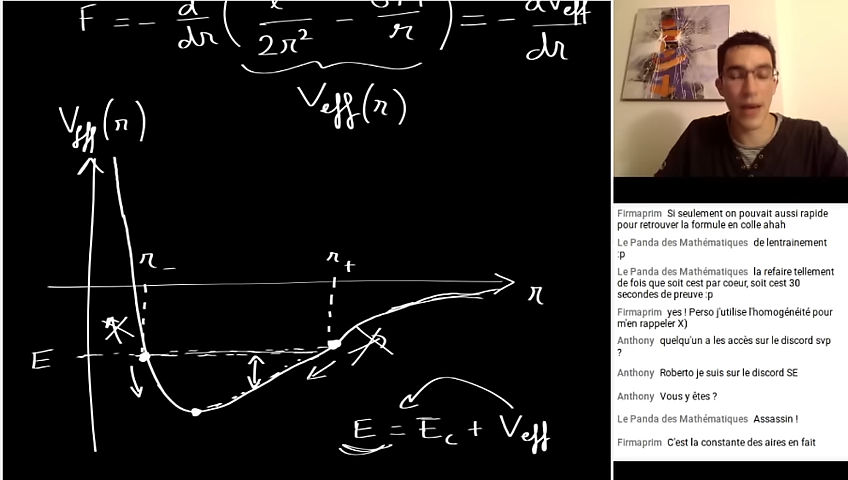 F = - d/dr ( /2r² - /r ) = - dVeff/dr
Veff(r)
Veff(r)
r-
r+
r
E
E = Ec + Veff
Firmaprim Si seulement on pouvait aussi rapide
pour retrouver la formule en colle ahah
Le Panda des Mathématiques de lentrainement
:p
Le Panda des Mathématiques la refaire tellement
de fois que soit cest par coeur, soit cest 30
secondes de preuve :p
Firmaprim yes ! Perso j'utilise l'homogénéité pour
m'en rappeler X)
Anthony quelqu'un a les accès sur le discord svp
?
Anthony Roberto je suis sur le discord SE
Anthony Vous y êtes ?
Le Panda des Mathématiques Assassin !
Firmaprim C'est la constante des aires en fait